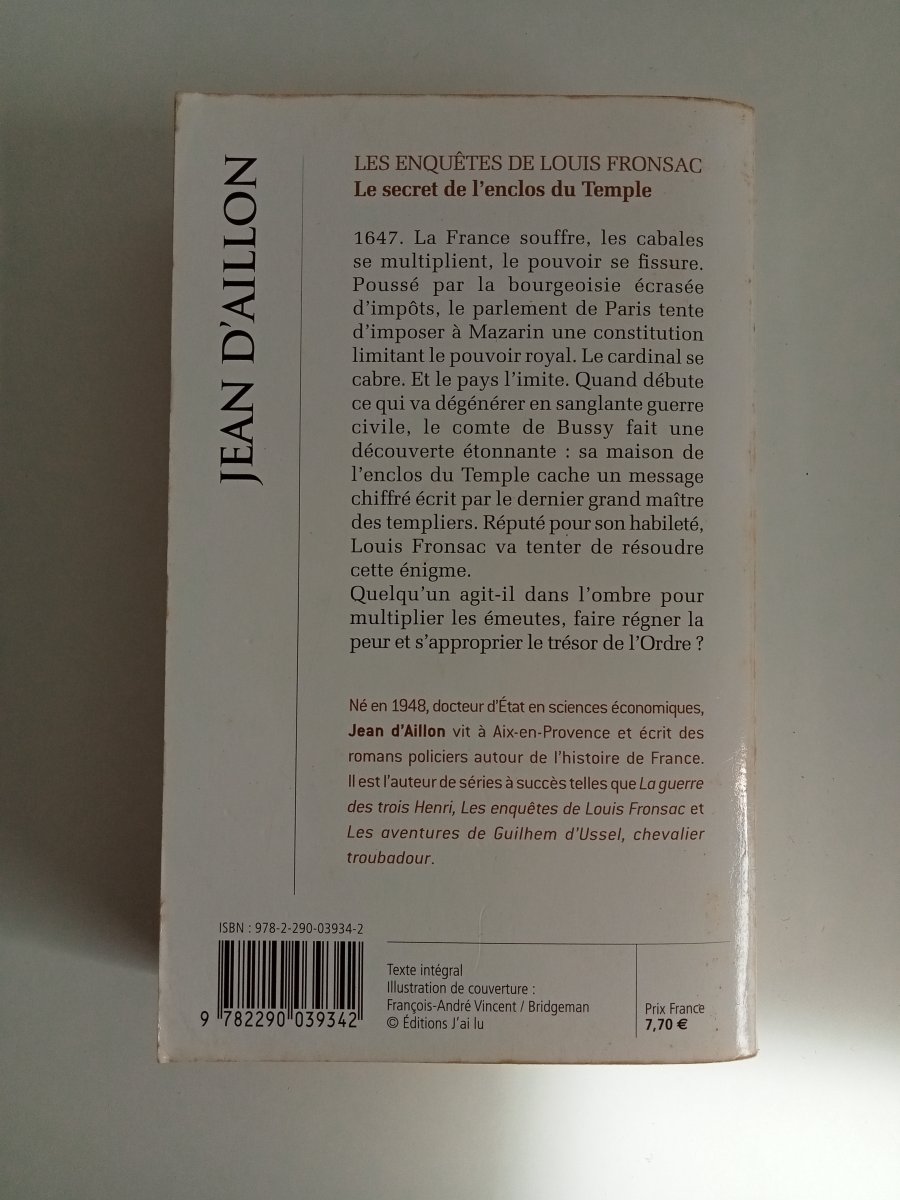 JEAN D'AILLON
LES ENQUÊTES DE LOUIS FRONSAC
Le secret de l'enclos du Temple
1647. La France souffre, les cabales
se multiplient, le pouvoir se fissure.
Poussé par la bourgeoisie écrasée
d'impôts, le parlement de Paris tente
d'imposer à Mazarin une constitution
limitant le pouvoir royal. Le cardinal se
cabre. Et le pays l'imite. Quand débute
ce qui va dégénérer en sanglante guerre
civile, le comte de Bussy fait une
découverte étonnante : sa maison de
l'enclos du Temple cache un message
chiffré écrit par le dernier grand maître
des templiers. Réputé pour son habileté,
Louis Fronsac va tenter de résoudre
cette énigme.
Quelqu'un agit-il dans l'ombre pour
multiplier les émeutes, faire régner la
peur et s'approprier le trésor de l'Ordre ?
Né en 1948, docteur d'État en sciences économiques,
Jean d'Aillon vit à Aix-en-Provence et écrit des
romans policiers autour de l'histoire de France.
Il est l'auteur de séries à succès telles que La guerre
des trois Henri, Les enquêtes de Louis Fronsac et
Les aventures de Guilhem d'Ussel, chevalier
troubadour.
ISBN : 978-2-290-03934-2
9 782290 039342
Texte intégral
Illustration de couverture :
François-André Vincent / Bridgeman
© Éditions J'ai lu
Prix France
7,70 €